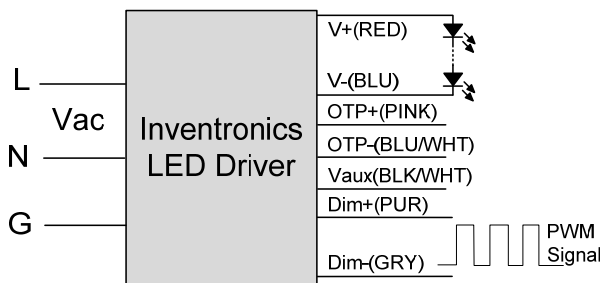 L
Vac
N
G
Inventronics
LED Driver
V+(RED)
V-(BLU)
OTP+(PINK)
OTP-(BLU/WHT)
Vaux(BLK/WHT)
Dim+(PUR)
Dim-(GRY)
PWM
Signal